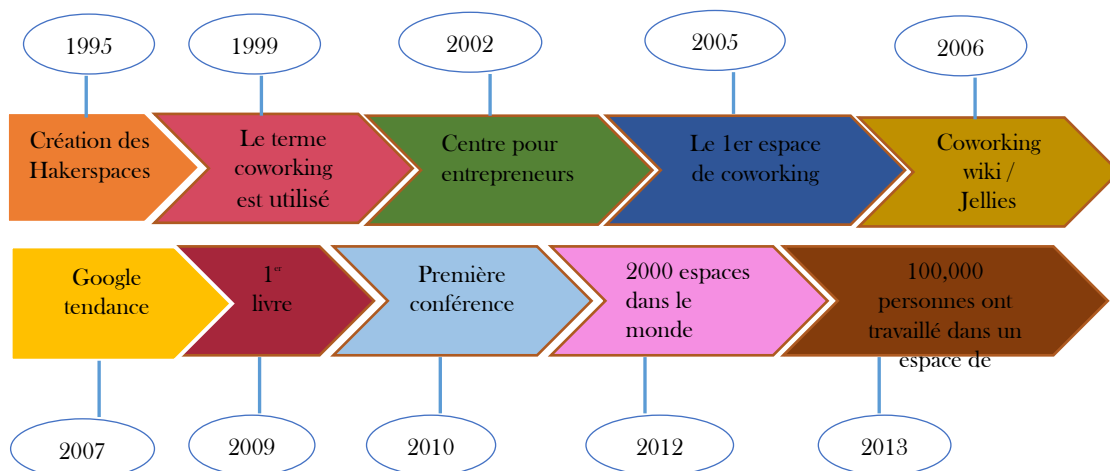 1995
1999
2002
2005
2006
Création des
Hakerspaces
Le terme
coworking
est utilisé
Centre pour
entrepreneurs
Le 1er espace
de coworking
Coworking
wiki /
Jellies
Google
tendance
1er
livre
Première
conférence
2000 espaces
dans le
monde
100,000
personnes ont
travaillé dans un
espace de
2007
2009
2010
2012
2013